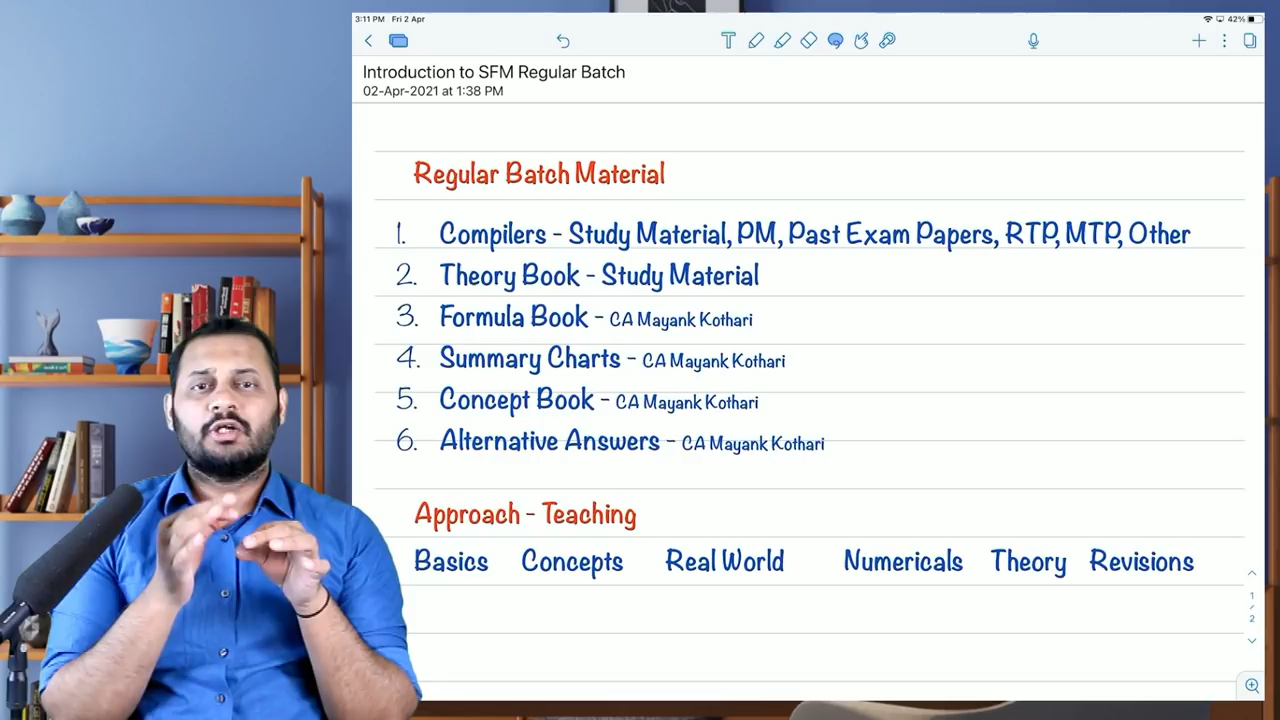 3:11 PM Fri 2 Apr
42%
Introduction to SFM Regular Batch
02-Apr-2021 at 1:38 PM
Regular Batch Material
1. Compilers - Study Material, PM, Past Exam Papers, RTP, MTP, Other
2. Theory Book - Study Material
3. Formula Book - CA Mayank Kothari
4. Summary Charts - CA Mayank Kothari
5. Concept Book - CA Mayank Kothari
6. Alternative Answers - CA Mayank Kothari
Approach - Teaching
Basics Concepts Real World Numericals Theory Revisions
1
/
2